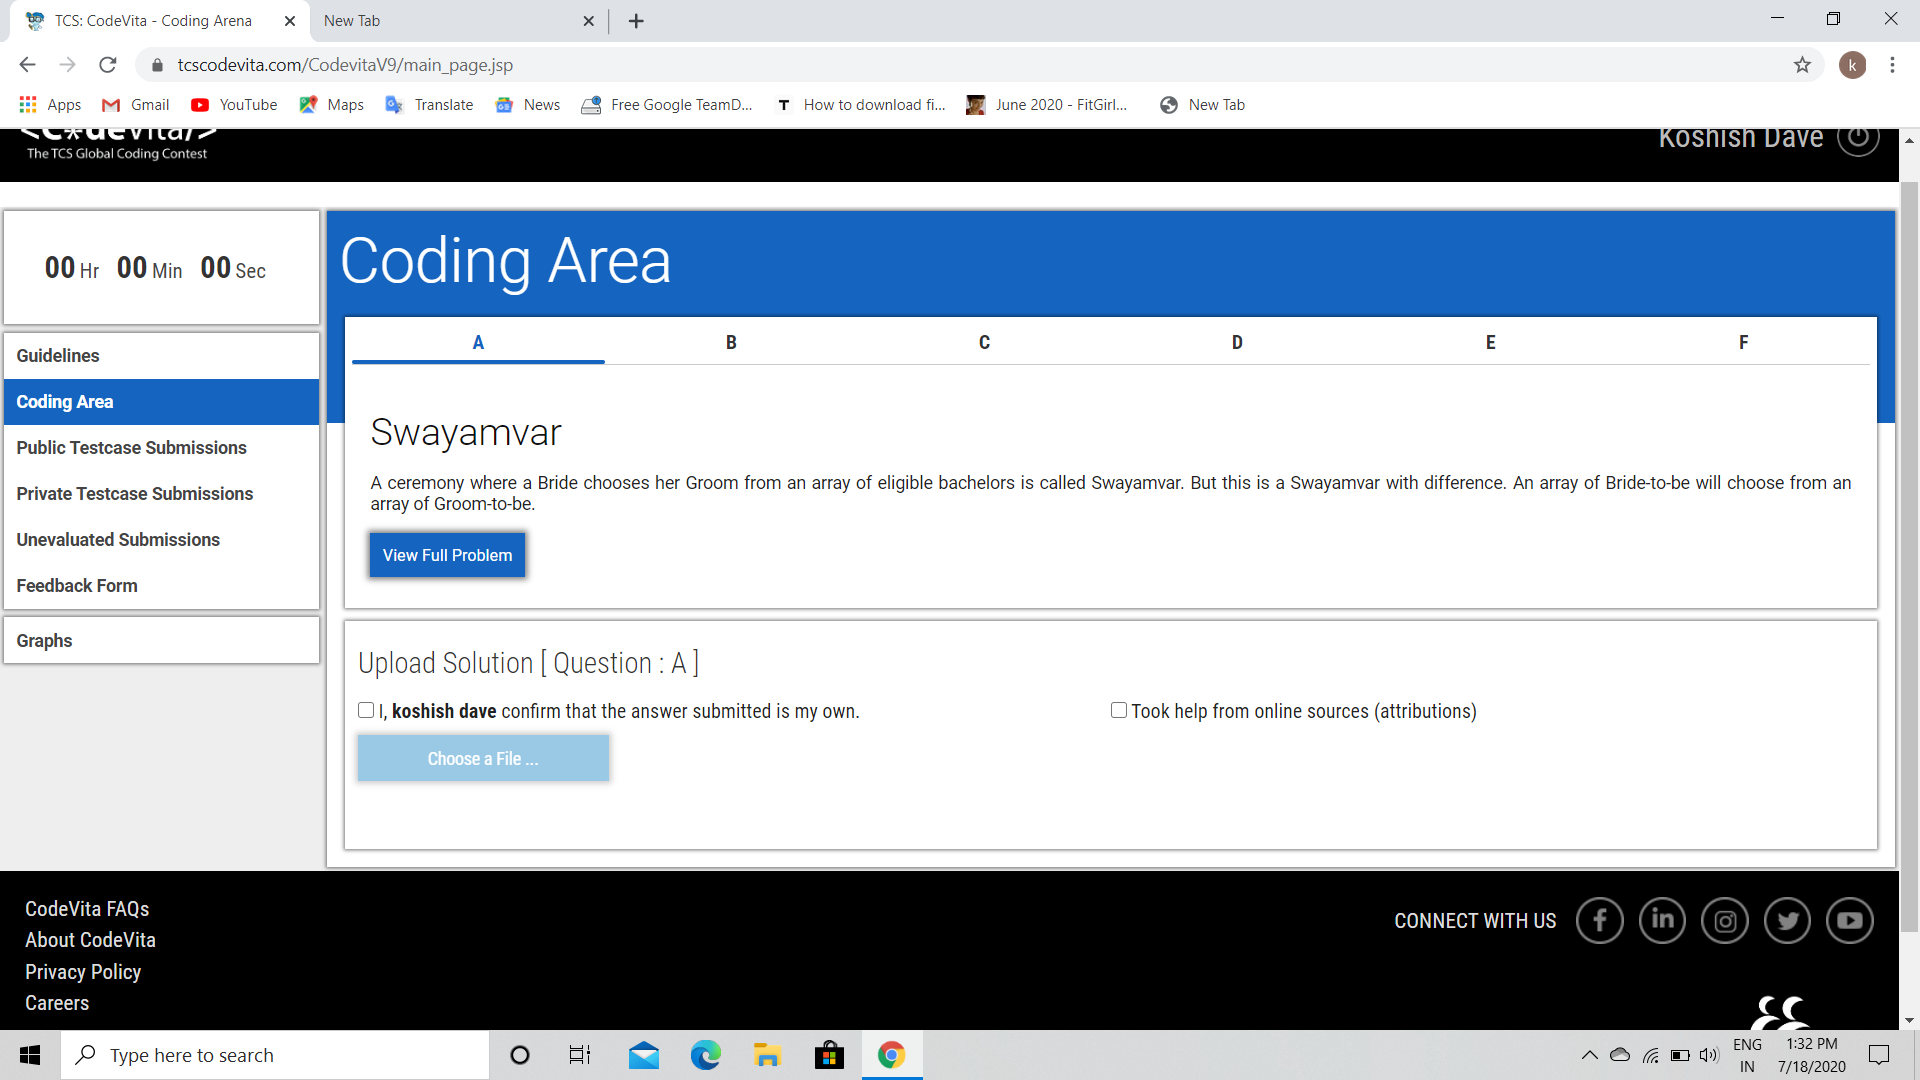 TCS: CodeVita - Coding Arena
New Tab
tcscodevita.com/CodevitaV9/main_page.jsp
k
Apps
Gmail
YouTube
Maps
Translate
News
Free Google TeamD...
T How to download fi...
June 2020 - FitGirl...
New Tab
<C*deVita/>
The TCS Global Coding Contest
Koshish Dave
00 Hr 00 Min 00 Sec
Guidelines
Coding Area
Public Testcase Submissions
Private Testcase Submissions
Unevaluated Submissions
Feedback Form
Graphs
Coding Area
A B C D E F
Swayamvar
A ceremony where a Bride chooses her Groom from an array of eligible bachelors is called Swayamvar. But this is a Swayamvar with difference. An array of Bride-to-be will choose from an
array of Groom-to-be.
View Full Problem
Upload Solution [ Question : A ]
I, koshish dave confirm that the answer submitted is my own.
Took help from online sources (attributions)
Choose a File ...
CodeVita FAQs
About CodeVita
Privacy Policy
Careers
CONNECT WITH US
Type here to search
ENG
IN
1:32 PM
7/18/2020